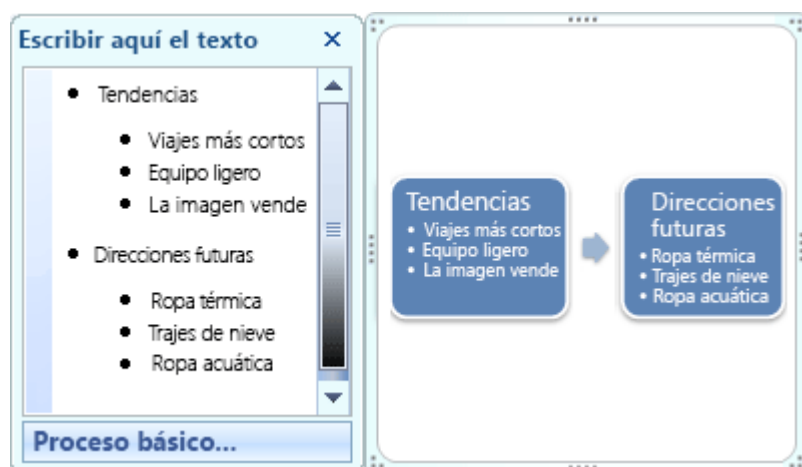 Escribir aquí el texto
Tendencias
Viajes más cortos
Equipo ligero
La imagen vende
Direcciones futuras
Ropa térmica
Trajes de nieve
Ropa acuática
Proceso básico...
Tendencias
• Viajes más cortos
• Equipo ligero
• La imagen vende
Direcciones
futuras
• Ropa térmica
• Trajes de nieve
• Ropa acuática